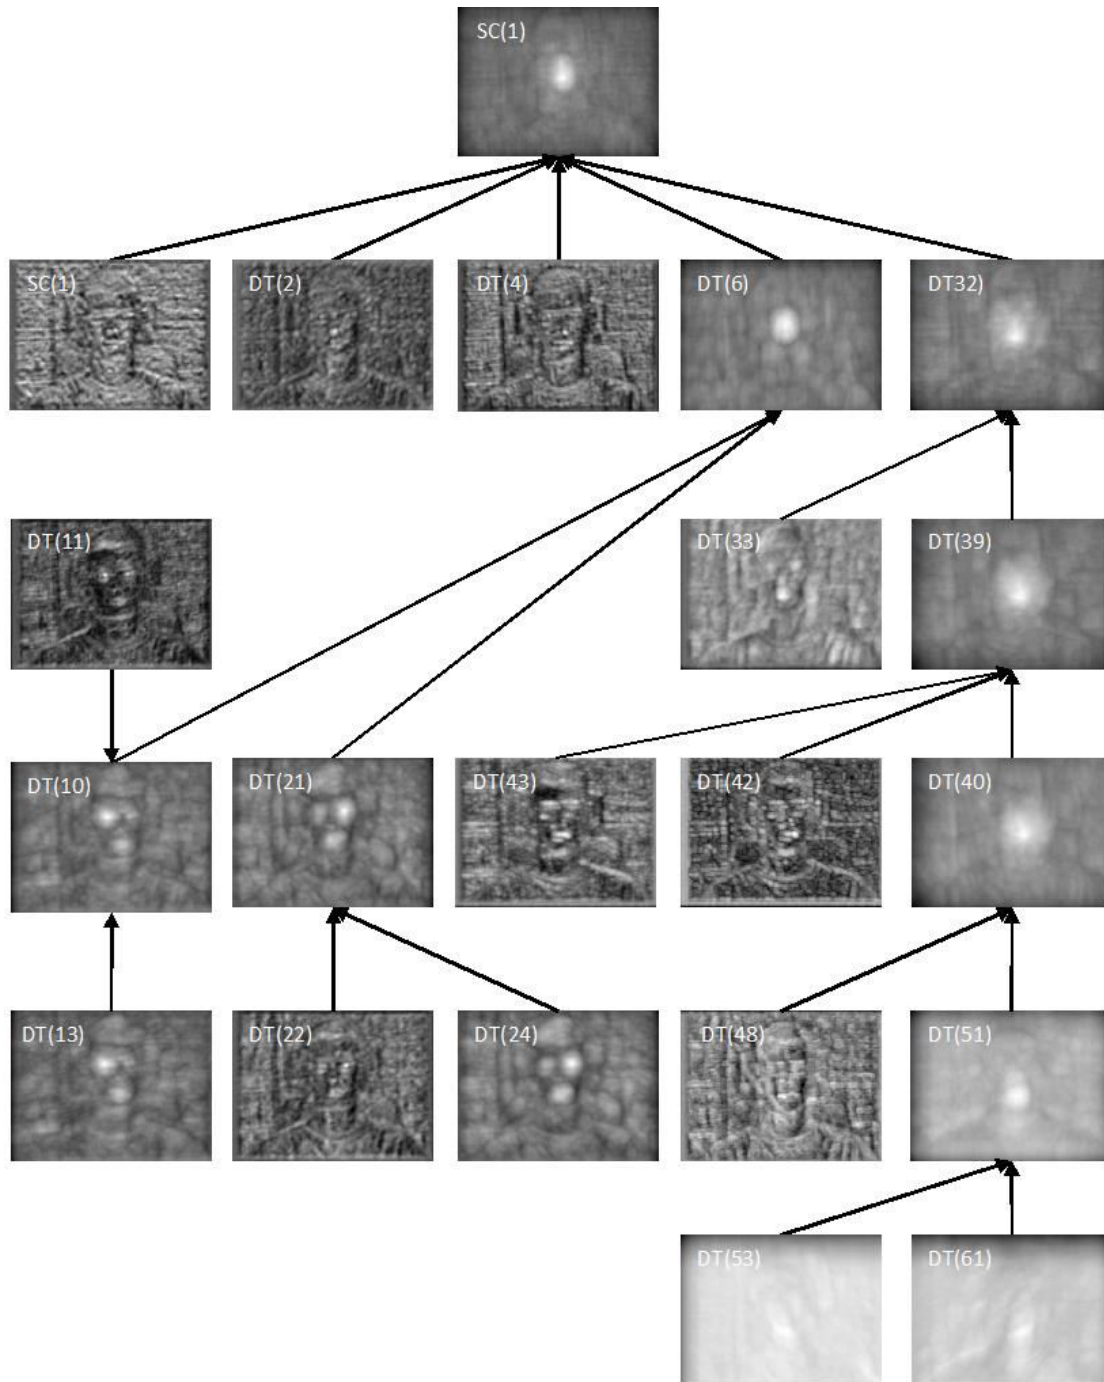 SC(1)
SC(1)
DT(2)
DT(4)
DT(6)
DT32)
DT(11)
DT(33)
DT(39)
DT(10)
DT(21)
DT(43)
DT(42)
DT(40)
DT(13)
DT(22)
DT(24)
DT(48)
DT(51)
DT(53)
DT(61)